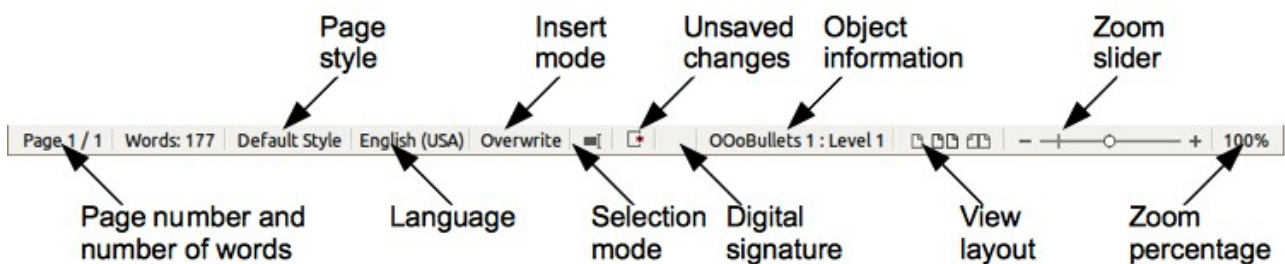 Page style
Insert mode
Unsaved changes
Object information
Zoom slider
Page 1 / 1 Words: 177 Default Style English (USA) Overwrite OOoBullets 1 : Level 1 100%
Page number and number of words
Language
Selection mode
Digital signature
View layout
Zoom percentage